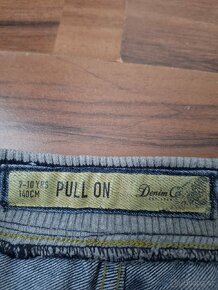 7-10 YRS
140CM
PULL ON
Denim Co